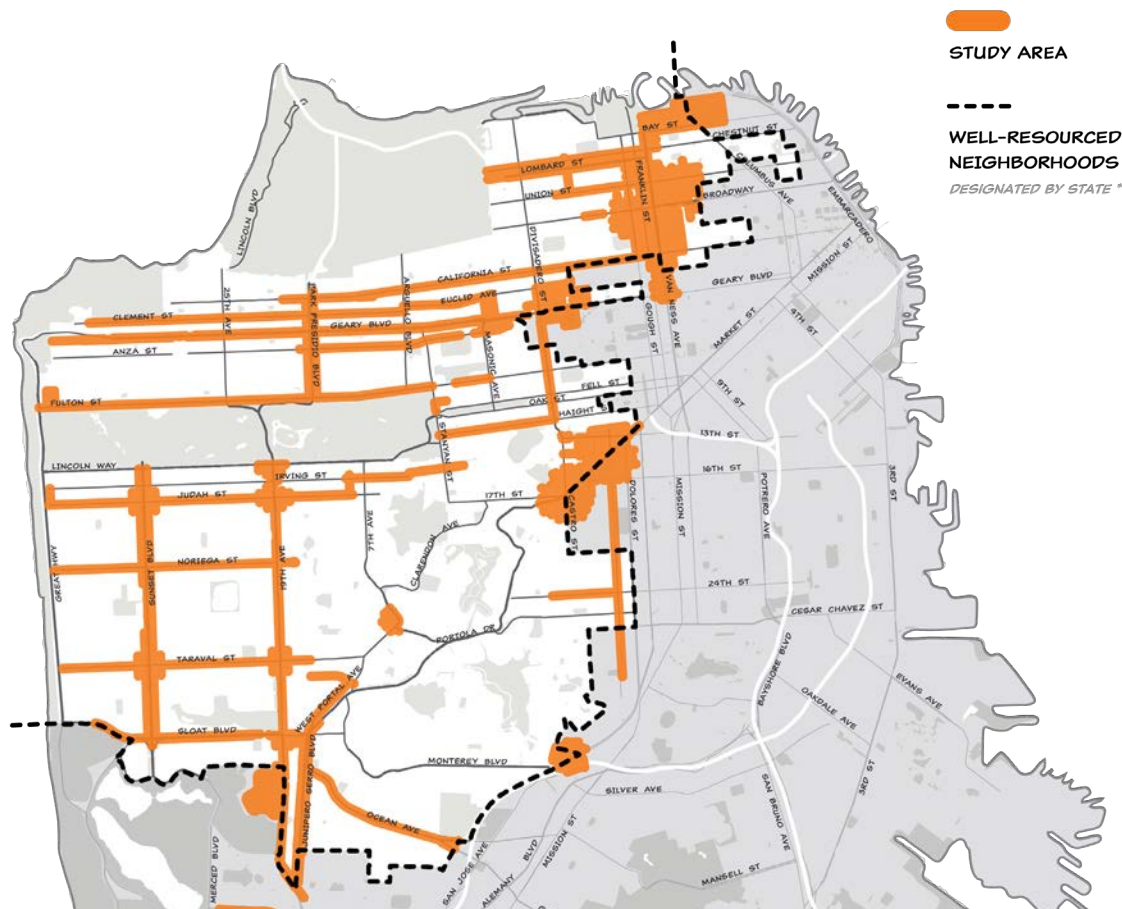 STUDY AREA
WELL-RESOURCED
NEIGHBORHOODS
DESIGNATED BY STATE *
BAY ST
CHESTNUT ST
LOMBARD ST
FRANKLIN ST
COLUMBUS AVE
UNION ST
BROADWAY
EMBARCADERO
LINCOLN BLVD
DIVISADERO ST
MISSION ST
CALIFORNIA ST
GEARY BLVD
VAN NESS AVE
25TH AVE
PARK PRESIDIO BLVD
ARGUELLO BLVD
EUCLID AVE
CLEMENT ST
GEARY BLVD
MASONIC AVE
GOUGH ST
MARKET ST
4TH ST
ANZA ST
FELL ST
9TH ST
FULTON ST
OAK ST
HAIGHT S
STANYAN ST
13TH ST
LINCOLN WAY
IRVING ST
16TH ST
3RD ST
JUDAH ST
17TH ST
CASTRO ST
DOLORES ST
MISSION ST
POTRERO AVE
7TH AVE
CLARENDON AVE
GREAT HWY
SUNSET BLVD
NORIEGA ST
19TH AVE
24TH ST
CESAR CHAVEZ ST
PORTOLA DR
TARAVAL ST
WEST PORTAL AVE
BAYSHORE BLVD
EVANS AVE
OAKDALE AVE
SLOAT BLVD
MONTEREY BLVD
JUNIPERO SERRO BLVD
SILVER AVE
3RD ST
SAN BRUNO AVE
OCEAN AVE
MERCED BLVD
SAN JOSE AVE
ALEMANY BLVD
MISSION ST
MANSELL ST